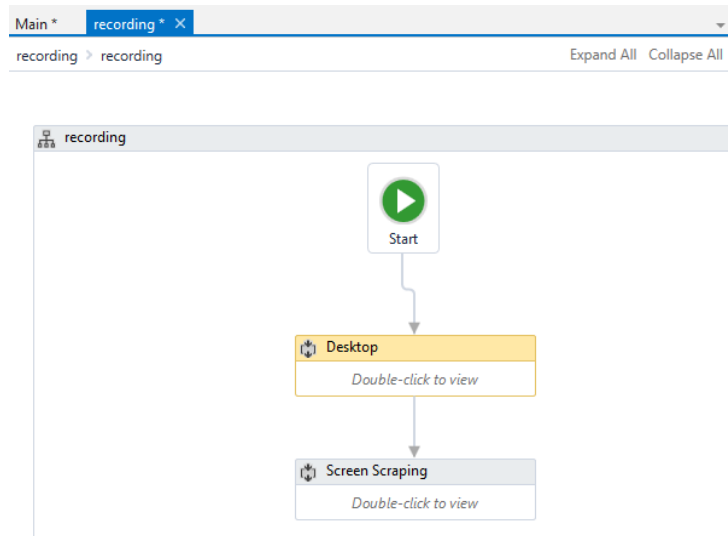 Main * recording *
recording > recording Expand All Collapse All
recording
Start
Desktop
Double-click to view
Screen Scraping
Double-click to view